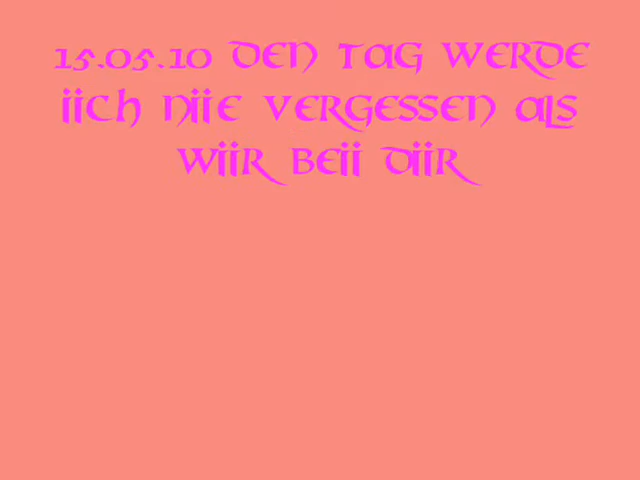 15.05.10 DEN TAG WERDE
iiCh NiiE VERGESSEN ALS
WiiR BEii DiiR